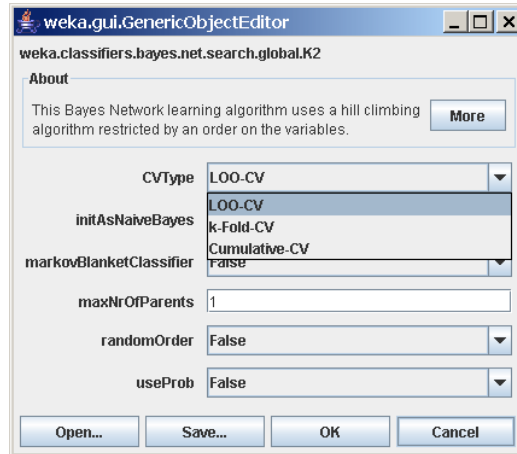 weka.gui.GenericObjectEditor
weka.classifiers.bayes.net.search.global.K2
About
This Bayes Network learning algorithm uses a hill climbing
algorithm restricted by an order on the variables.
More
CVType LOO-CV
LOO-CV
initAsNaiveBayes
k-Fold-CV
Cumulative-CV
markovBlanketClassifier False
maxNrOfParents 1
randomOrder False
useProb False
Open... Save... OK Cancel